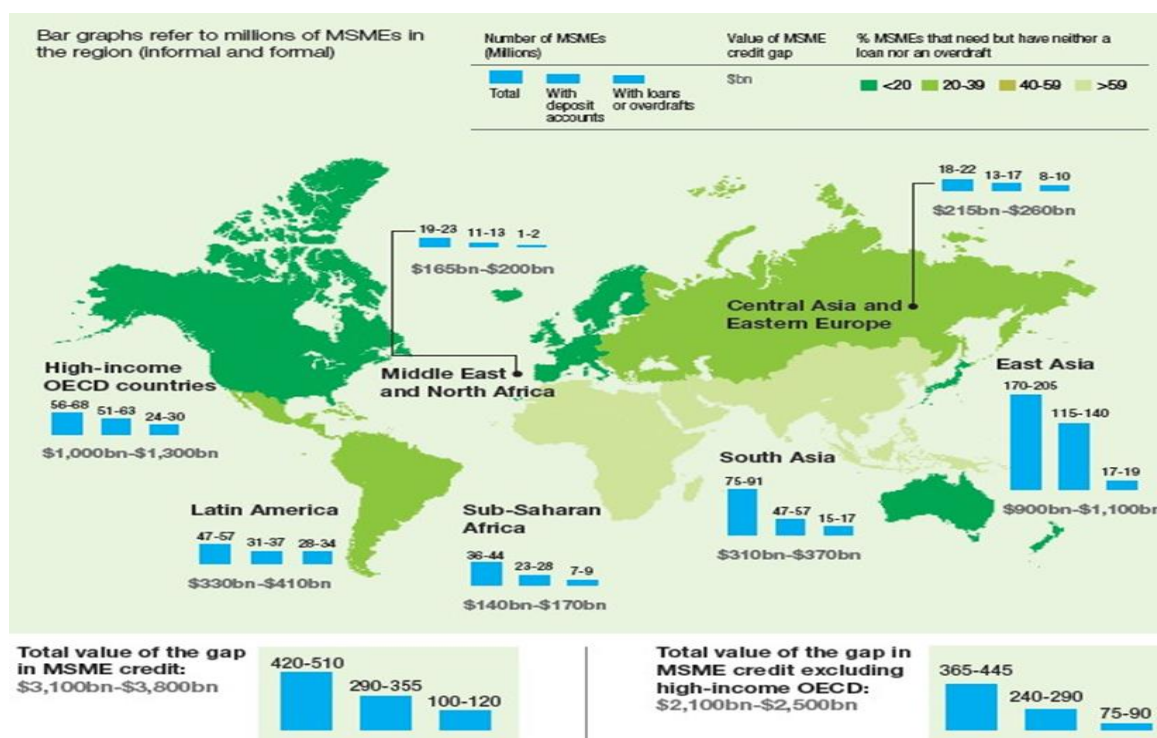 Bar graphs refer to millions of MSMEs in
the region (informal and formal)
Number of MSMEs
(Millions)
Total
With
deposit
accounts
With loans
or overdrafts
Value of MSME
credit gap
$bn
% MSMEs that need but have neither a
loan nor an overdraft
<20 20-39 40-59 >59
18-22 13-17 8-10
$215bn-$260bn
19-23 11-13 1-2
$165bn-$200bn
Central Asia and
Eastern Europe
High-income
OECD countries
56-68 51-63 24-30
$1,000bn-$1,300bn
Middle East
and North Africa
East Asia
170-205
115-140
17-19
$900bn-$1,100br
South Asia
75-91
47-57 15-17
$310bn-$370bn
Latin America
47-57 31-37 28-34
$330bn-$410bn
Sub-Saharan
Africa
36-44
23-28 7-9
$140bn-$170bn
Total value of the gap
in MSME credit:
$3,100bn-$3,800bn
420-510
290-355
100-120
Total value of the gap in
MSME credit excluding
high-income OECD:
$2,100bn-$2,500bn
365-445
240-290
75-90